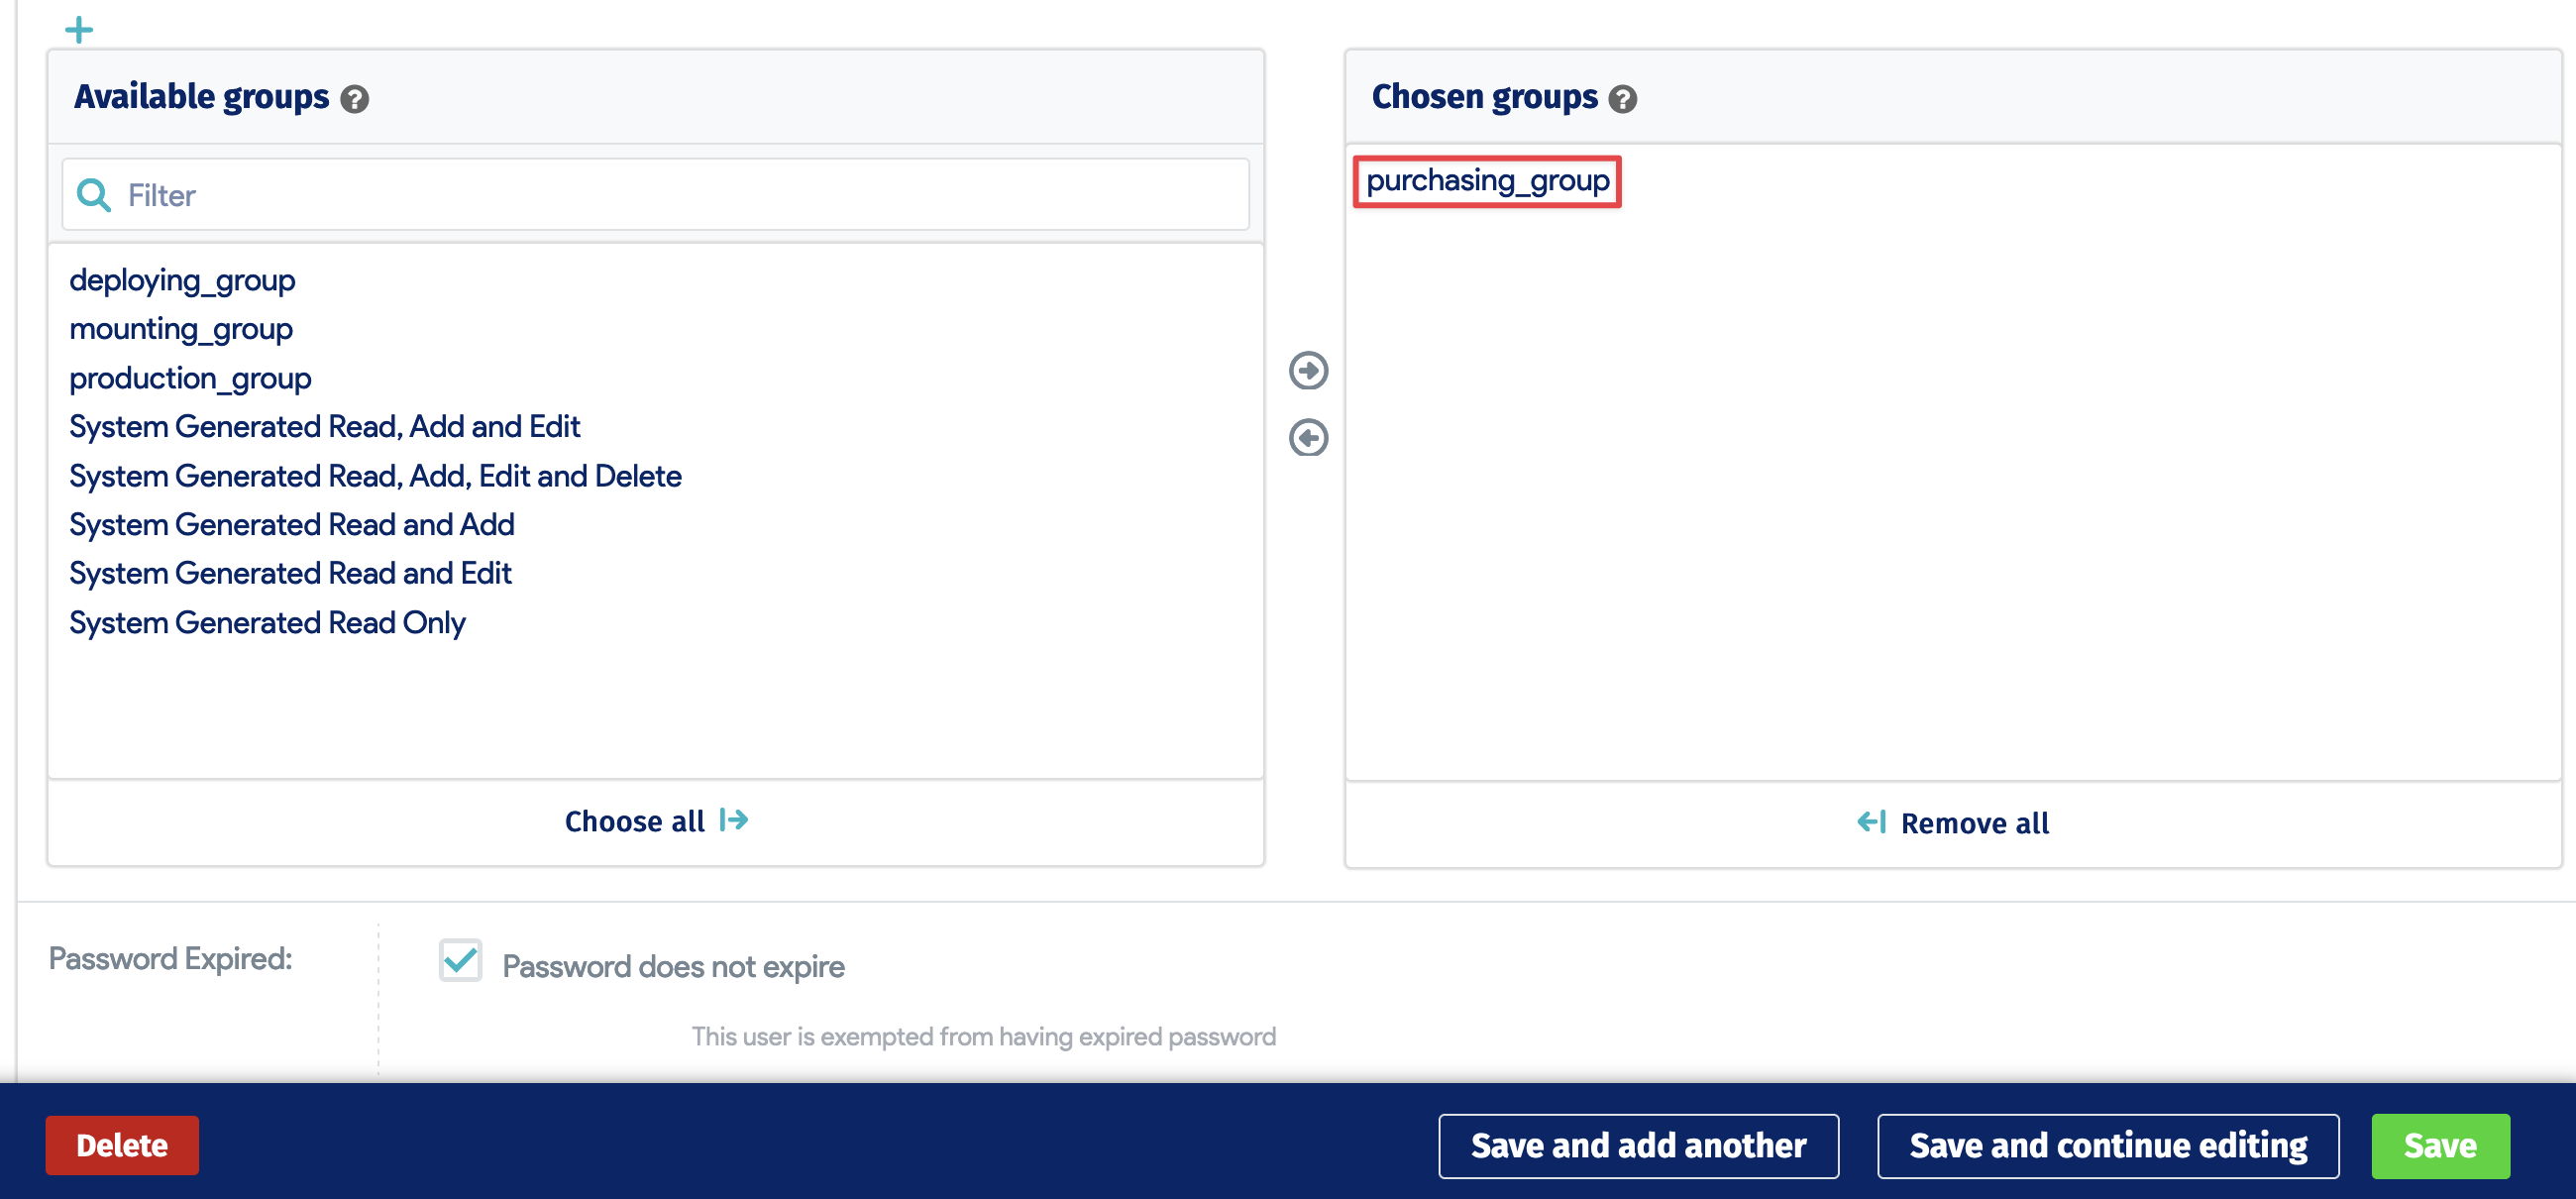 Available groups
Filter
deploying_group
mounting_group
production_group
System Generated Read, Add and Edit
System Generated Read, Add, Edit and Delete
System Generated Read and Add
System Generated Read and Edit
System Generated Read Only
Choose all
Chosen groups
purchasing_group
Remove all
Password Expired:
Password does not expire
This user is exempted from having expired password
Delete
Save and add another
Save and continue editing
Save